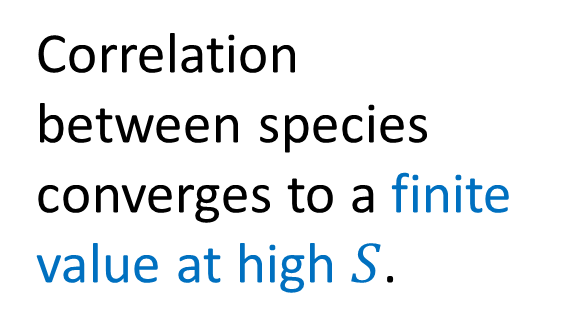 Correlation
between species
converges to a finite
value at high S.